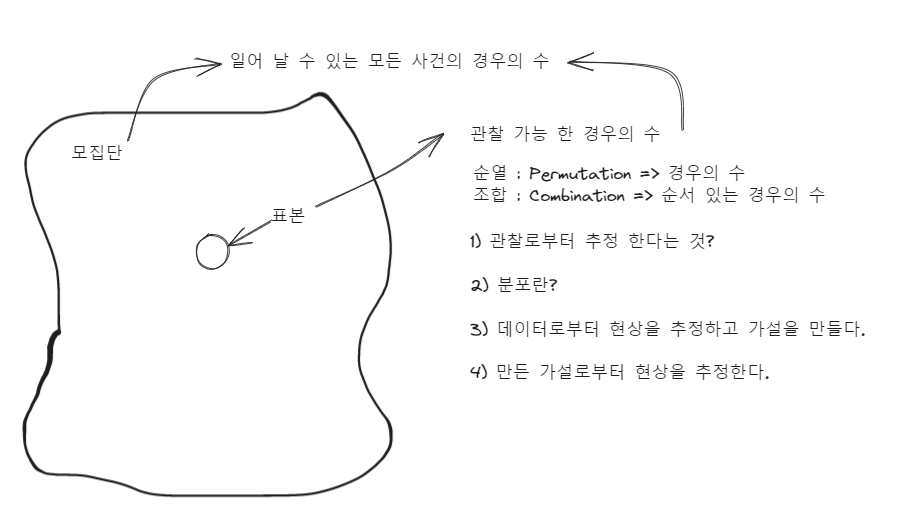 일어 날 수 있는 모든 사건의 경우의 수
모집단
표본
관찰 가능 한 경우의 수
순열 : Permutation => 경우의 수
조합 : Combination => 순서 있는 경우의 수
1) 관찰로부터 추정 한다는 것?
2) 분포란?
3) 데이터로부터 현상을 추정하고 가설을 만들다.
4) 만든 가설로부터 현상을 추정한다.